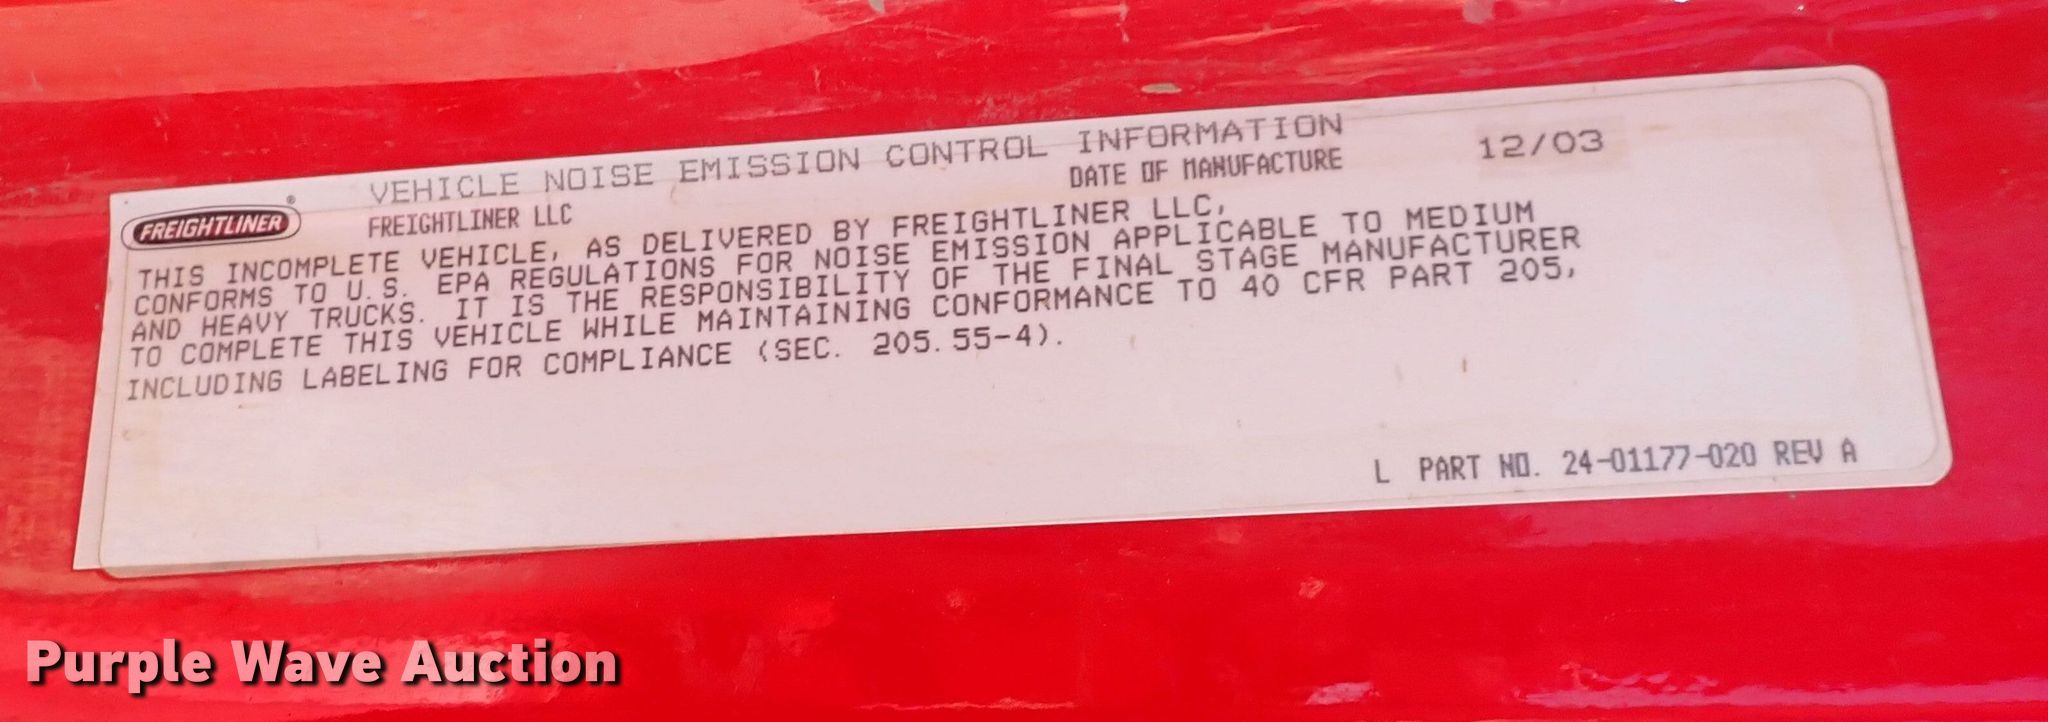 VEHICLE NOISE EMISSION CONTROL INFORMATION
FREIGHTLINER®
FREIGHTLINER LLC
DATE OF MANUFACTURE 12/03
THIS INCOMPLETE VEHICLE, AS DELIVERED BY FREIGHTLINER LLC,
CONFORMS TO U.S. EPA REGULATIONS FOR NOISE EMISSION APPLICABLE TO MEDIUM
AND HEAVY TRUCKS. IT IS THE RESPONSIBILITY OF THE FINAL STAGE MANUFACTURER
TO COMPLETE THIS VEHICLE WHILE MAINTAINING CONFORMANCE TO 40 CFR PART 205,
INCLUDING LABELING FOR COMPLIANCE (SEC. 205.55-4).
L PART NO. 24-01177-020 REV A
Purple Wave Auction